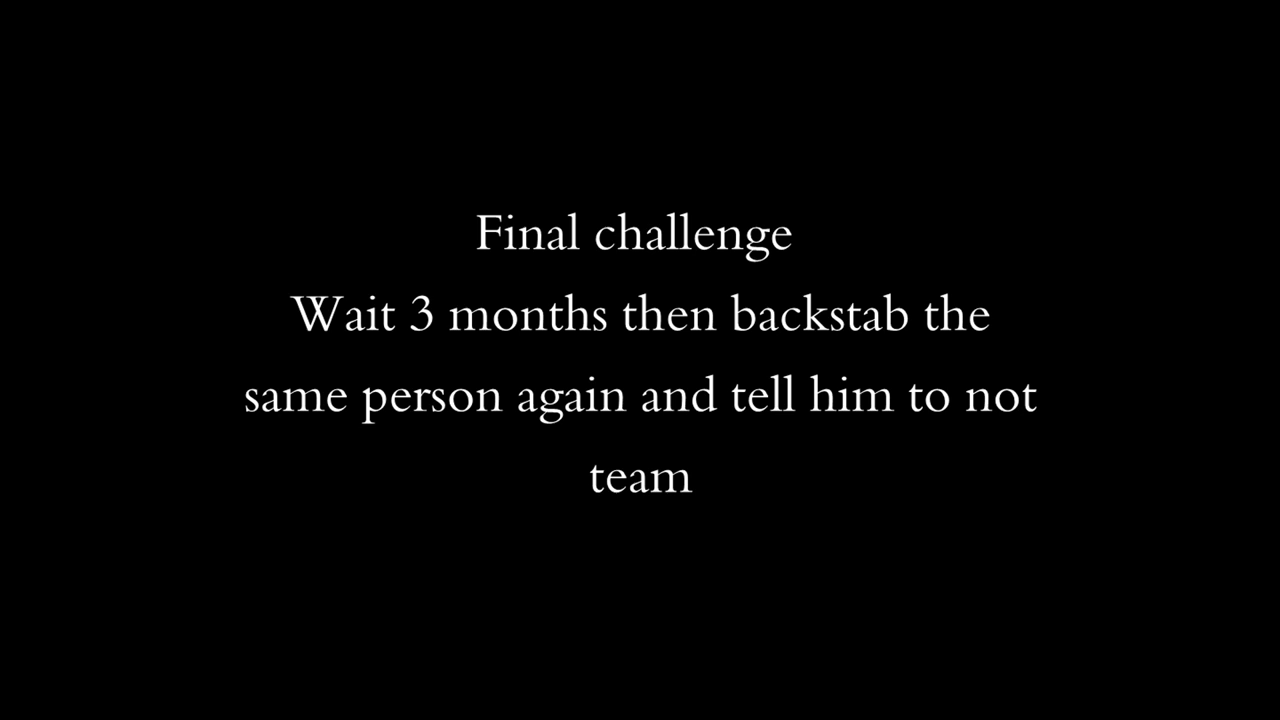 Final challenge
Wait 3 months then backstab the
same person again and tell him to not
team